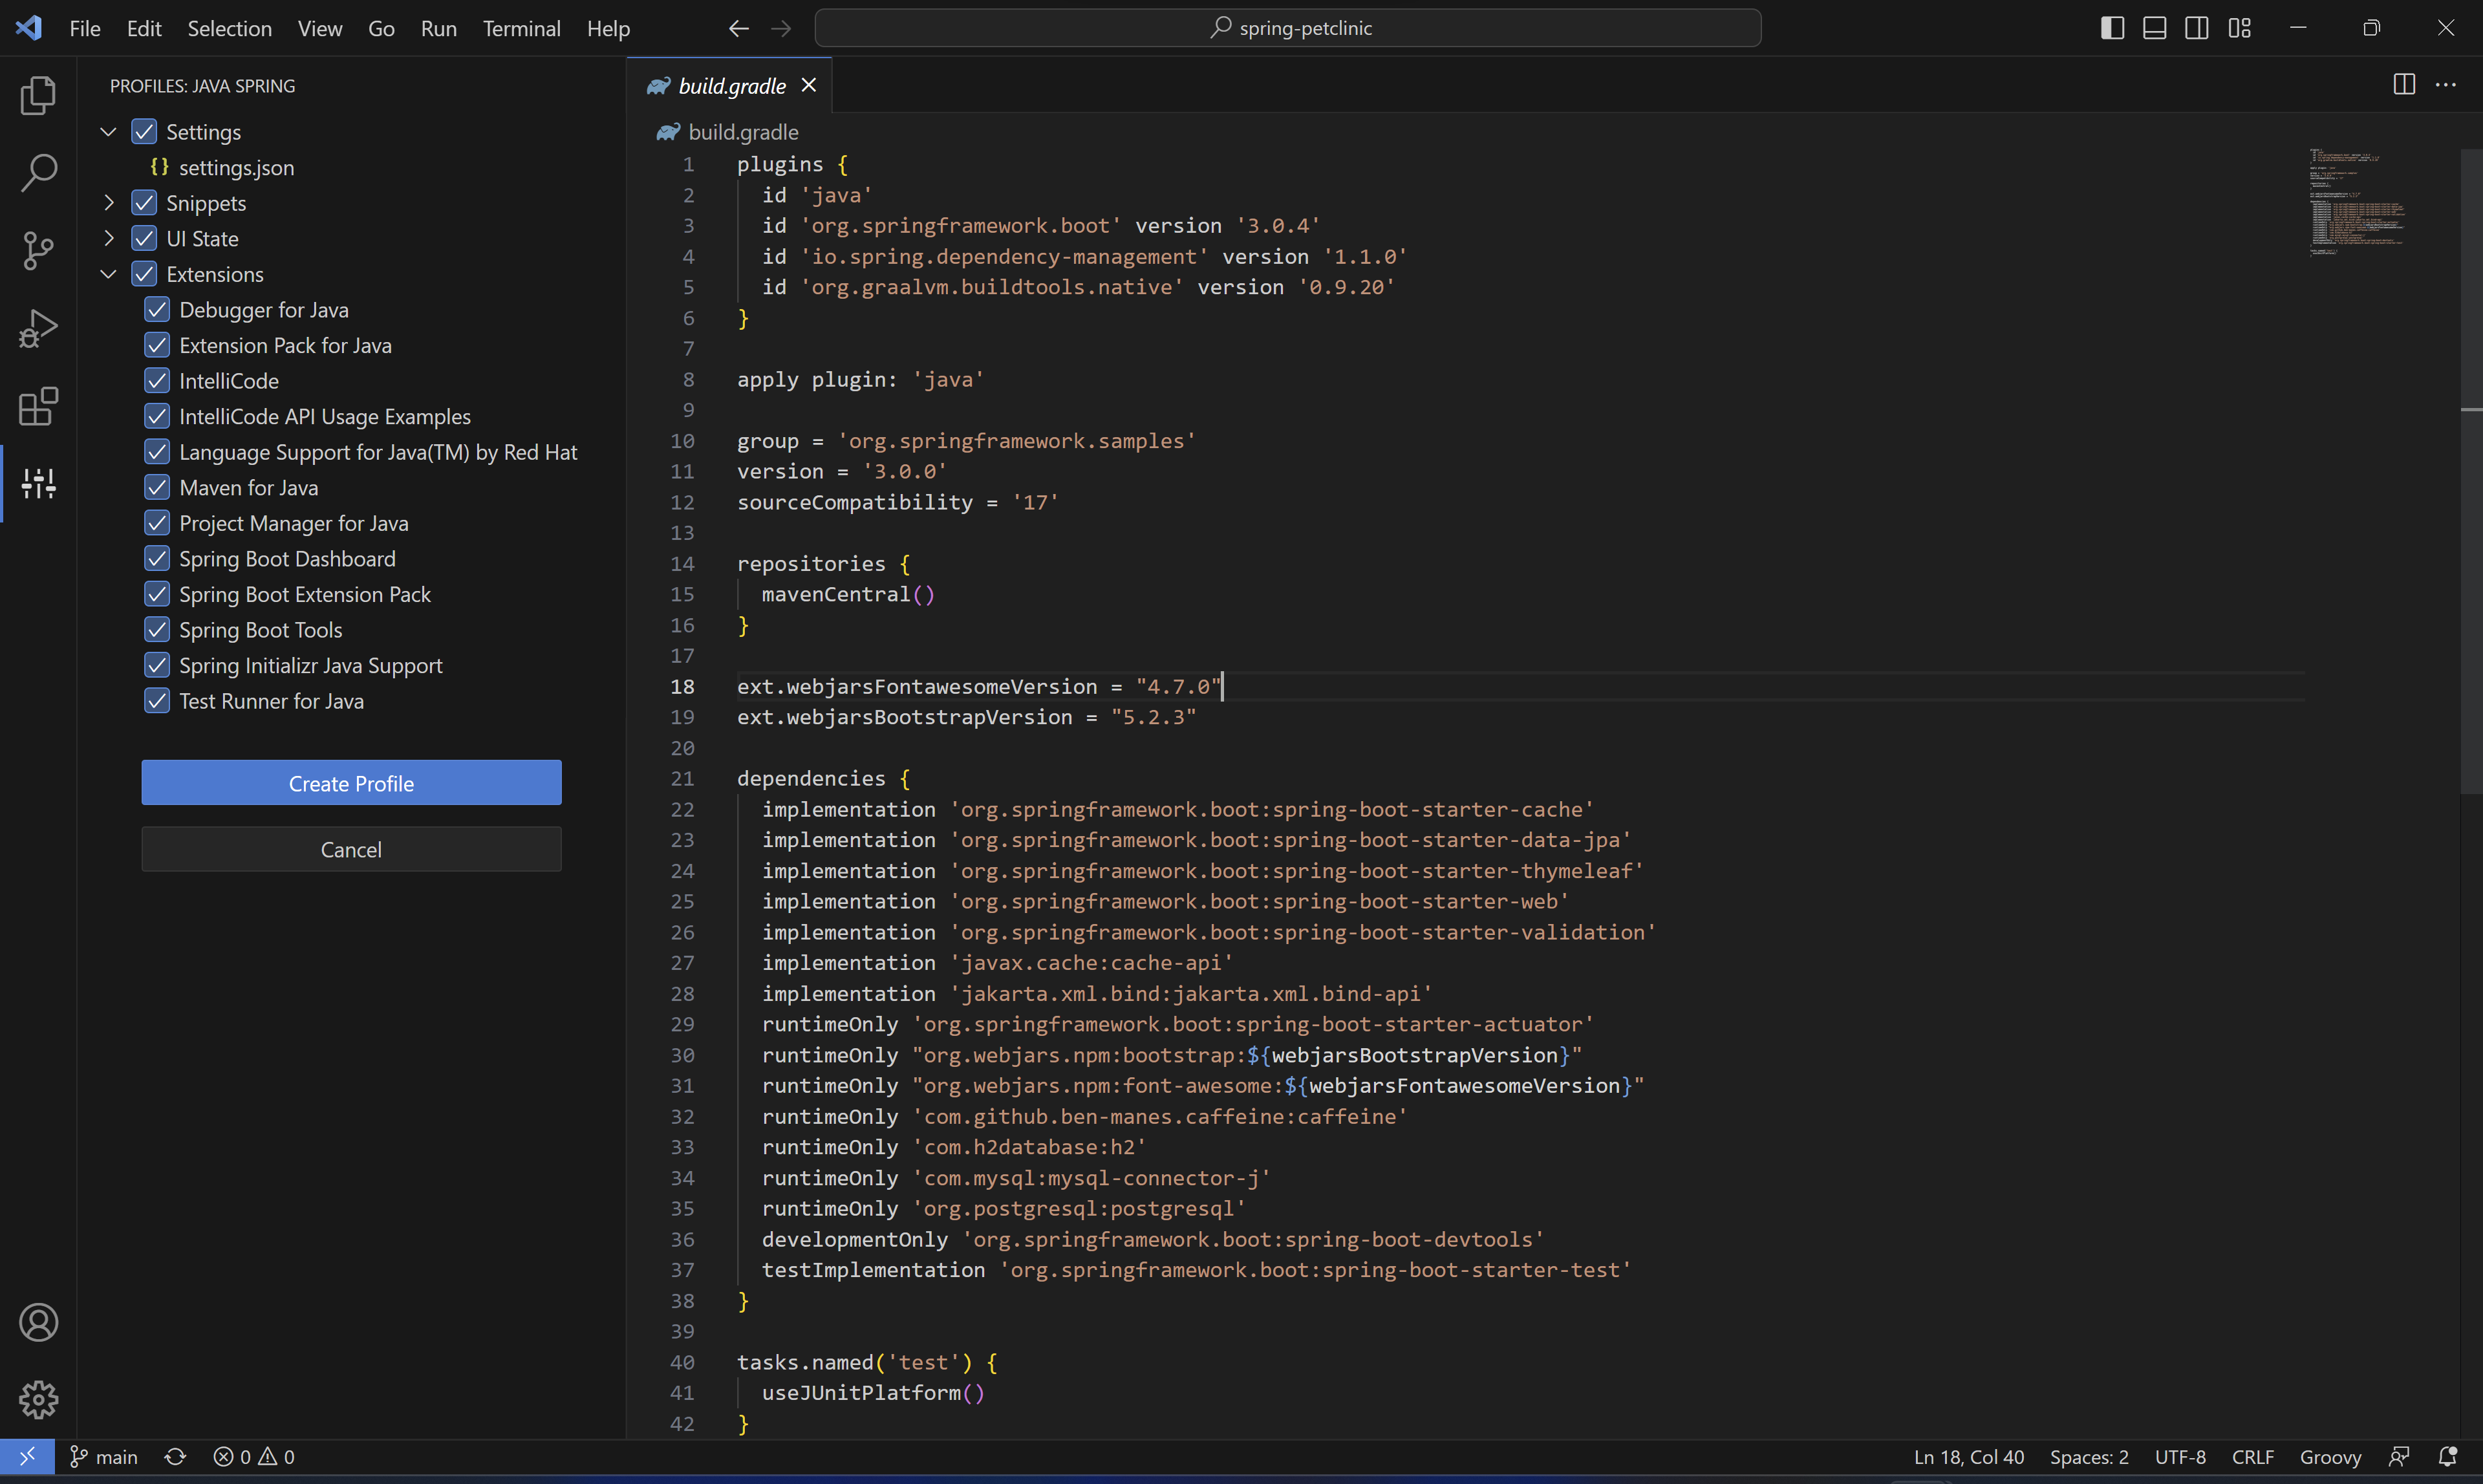 File Edit Selection View Go Run Terminal Help
spring-petclinic
PROFILES: JAVA SPRING
Settings
{} settings.json
Snippets
UI State
Extensions
Debugger for Java
Extension Pack for Java
IntelliCode
IntelliCode API Usage Examples
Language Support for Java(TM) by Red Hat
Maven for Java
Project Manager for Java
Spring Boot Dashboard
Spring Boot Extension Pack
Spring Boot Tools
Spring Initializr Java Support
Test Runner for Java
Create Profile
Cancel
build.gradle
build.gradle
1 plugins {
2   id 'java'
3   id 'org.springframework.boot' version '3.0.4'
4   id 'io.spring.dependency-management' version '1.1.0'
5   id 'org.graalvm.buildtools.native' version '0.9.20'
6 }
7
8 apply plugin: 'java'
9
10 group = 'org.springframework.samples'
11 version = '3.0.0'
12 sourceCompatibility = '17'
13
14 repositories {
15   mavenCentral()
16 }
17
18 ext.webjarsFontawesomeVersion = "4.7.0"
19 ext.webjarsBootstrapVersion = "5.2.3"
20
21 dependencies {
22   implementation 'org.springframework.boot:spring-boot-starter-cache'
23   implementation 'org.springframework.boot:spring-boot-starter-data-jpa'
24   implementation 'org.springframework.boot:spring-boot-starter-thymeleaf'
25   implementation 'org.springframework.boot:spring-boot-starter-web'
26   implementation 'org.springframework.boot:spring-boot-starter-validation'
27   implementation 'javax.cache:cache-api'
28   implementation 'jakarta.xml.bind:jakarta.xml.bind-api'
29   runtimeOnly 'org.springframework.boot:spring-boot-starter-actuator'
30   runtimeOnly "org.webjars.npm:bootstrap:${webjarsBootstrapVersion}"
31   runtimeOnly "org.webjars.npm:font-awesome:${webjarsFontawesomeVersion}"
32   runtimeOnly 'com.github.ben-manes.caffeine:caffeine'
33   runtimeOnly 'com.h2database:h2'
34   runtimeOnly 'com.mysql:mysql-connector-j'
35   runtimeOnly 'org.postgresql:postgresql'
36   developmentOnly 'org.springframework.boot:spring-boot-devtools'
37   testImplementation 'org.springframework.boot:spring-boot-starter-test'
38 }
39
40 tasks.named('test') {
41   useJUnitPlatform()
42 }
main 0 0 Ln 18, Col 40 Spaces: 2 UTF-8 CRLF Groovy